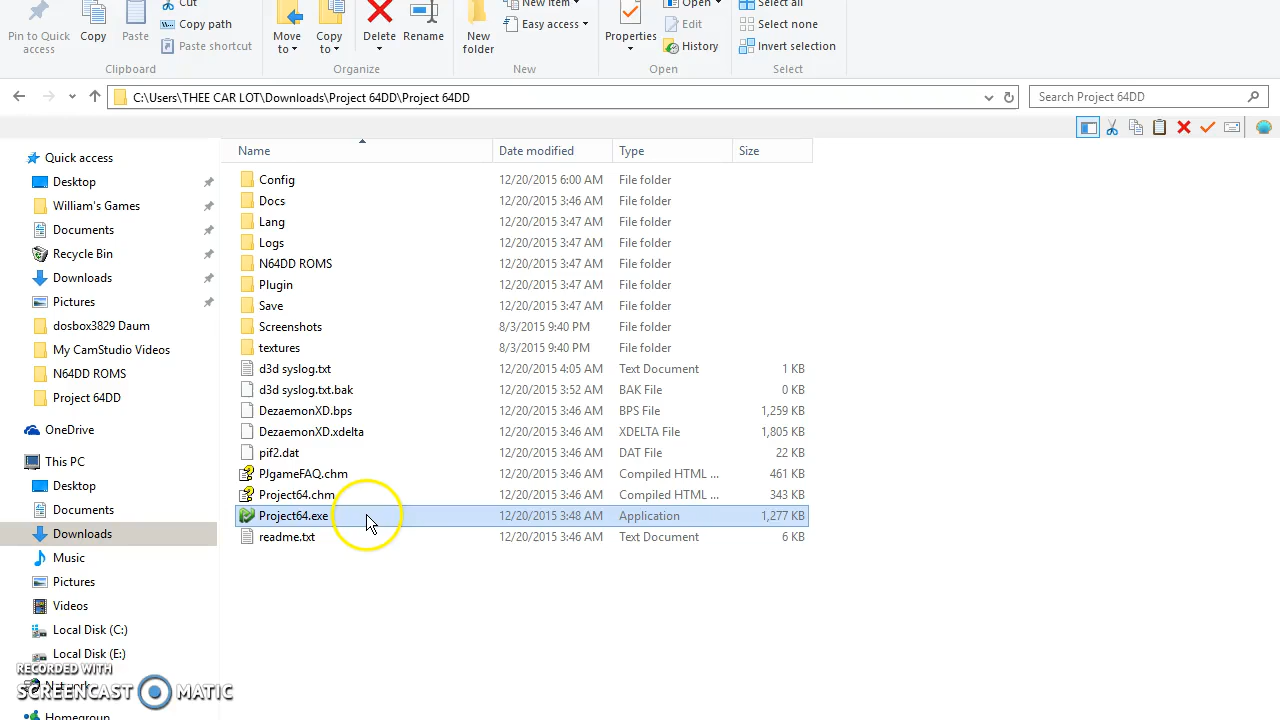 Cut
New item
Open
Select all
Copy path
Easy access
Edit
Select none
Pin to Quick access
Copy
Paste
Paste shortcut
Move to
Copy to
Delete
Rename
New folder
Properties
History
Invert selection
Clipboard
Organize
New
Open
Select
C:\Users\THEE CAR LOT\Downloads\Project 64DD\Project 64DD
Search Project 64DD
Name Date modified Type Size
Quick access
Desktop
William's Games
Documents
Recycle Bin
Downloads
Pictures
dosbox3829 Daum
My CamStudio Videos
N64DD ROMS
Project 64DD
OneDrive
This PC
Desktop
Documents
Downloads
Music
Pictures
Videos
Local Disk (C:)
Local Disk (E:)
Network
Homegroup
Config 12/20/2015 6:00 AM File folder
Docs 12/20/2015 3:46 AM File folder
Lang 12/20/2015 3:47 AM File folder
Logs 12/20/2015 3:47 AM File folder
N64DD ROMS 12/20/2015 3:47 AM File folder
Plugin 12/20/2015 3:47 AM File folder
Save 12/20/2015 3:47 AM File folder
Screenshots 8/3/2015 9:40 PM File folder
textures 8/3/2015 9:40 PM File folder
d3d syslog.txt 12/20/2015 4:05 AM Text Document 1 KB
d3d syslog.txt.bak 12/20/2015 3:52 AM BAK File 0 KB
DezaemonXD.bps 12/20/2015 3:46 AM BPS File 1,259 KB
DezaemonXD.xdelta 12/20/2015 3:46 AM XDELTA File 1,805 KB
pif2.dat 12/20/2015 3:46 AM DAT File 22 KB
PJgameFAQ.chm 12/20/2015 3:46 AM Compiled HTML ... 461 KB
Project64.chm 12/20/2015 3:46 AM Compiled HTML ... 343 KB
Project64.exe 12/20/2015 3:48 AM Application 1,277 KB
readme.txt 12/20/2015 3:46 AM Text Document 6 KB
RECORDED WITH
SCREENCAST MATIC